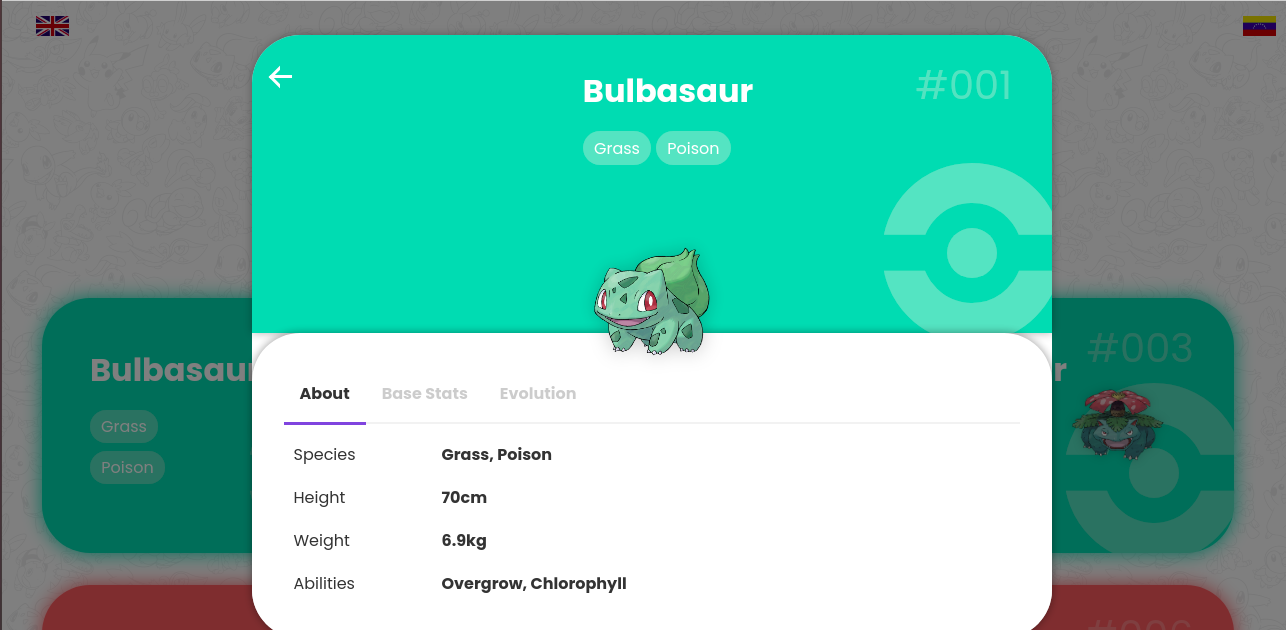 Bulbasaur
#001
Grass Poison
About Base Stats Evolution
Species Grass, Poison
Height 70cm
Weight 6.9kg
Abilities Overgrow, Chlorophyll
Bulbasaur
Grass
Poison
#003
#006